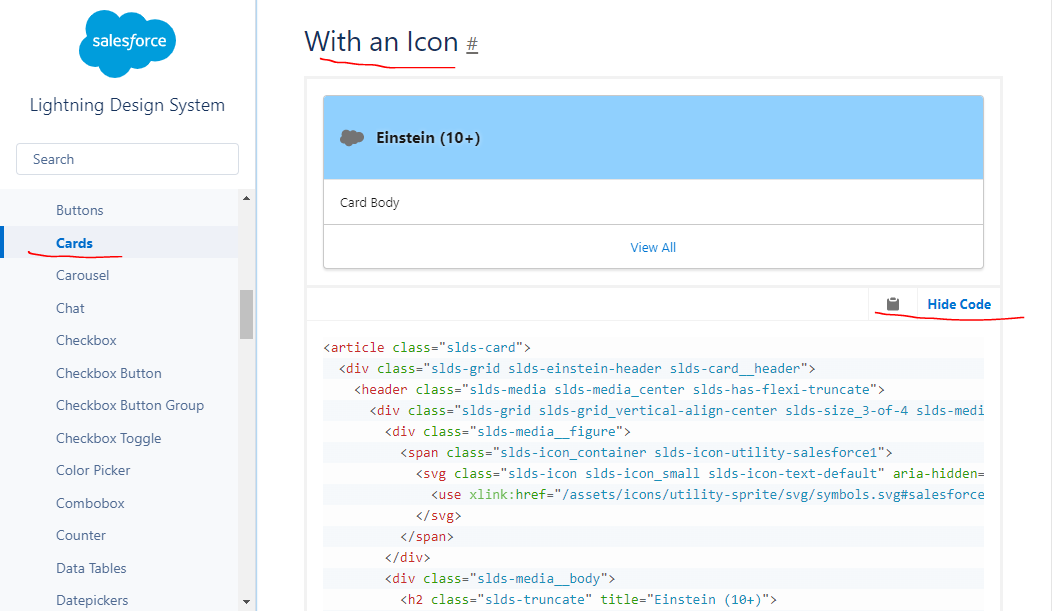 salesforce
Lightning Design System
Search
Buttons
Cards
Carousel
Chat
Checkbox
Checkbox Button
Checkbox Button Group
Checkbox Toggle
Color Picker
Combobox
Counter
Data Tables
Datepickers
With an Icon #
Einstein (10+)
Card Body
View All
Hide Code
<article class="slds-card">
<div class="slds-grid slds-einstein-header slds-card__header">
<header class="slds-media slds-media_center slds-has-flexi-truncate">
<div class="slds-grid slds-grid_vertical-align-center slds-size_3-of-4 slds-medi
<div class="slds-media__figure">
<span class="slds-icon_container slds-icon-utility-salesforce1">
<svg class="slds-icon slds-icon_small slds-icon-text-default" aria-hidden=
<use xlink:href="/assets/icons/utility-sprite/svg/symbols.svg#salesforce
</svg>
</span>
</div>
<div class="slds-media__body">
<h2 class="slds-truncate" title="Einstein (10+)">